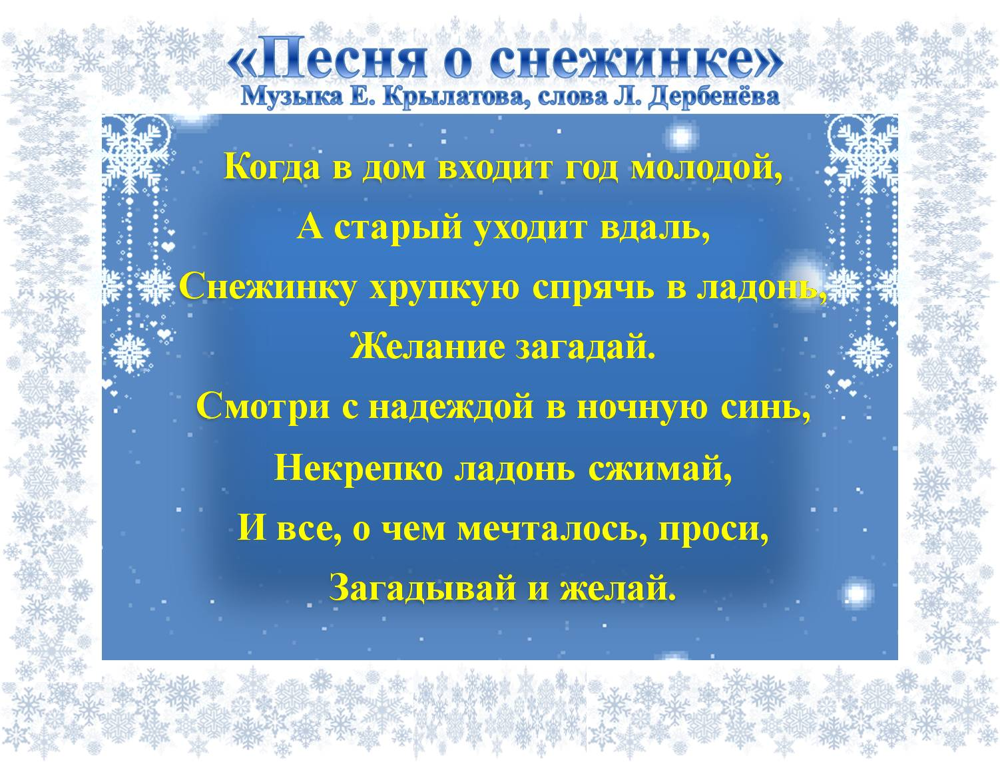 «Песня о снежинке»
Музыка Е. Крылатова, слова Л. Дербенёва
Когда в дом входит год молодой,
А старый уходит вдаль,
Снежинку хрупкую спрячь в ладонь,
Желание загадай.
Смотри с надеждой в ночную синь,
Некрепко ладонь сжимай,
И все, о чем мечталось, проси,
Загадывай и желай.